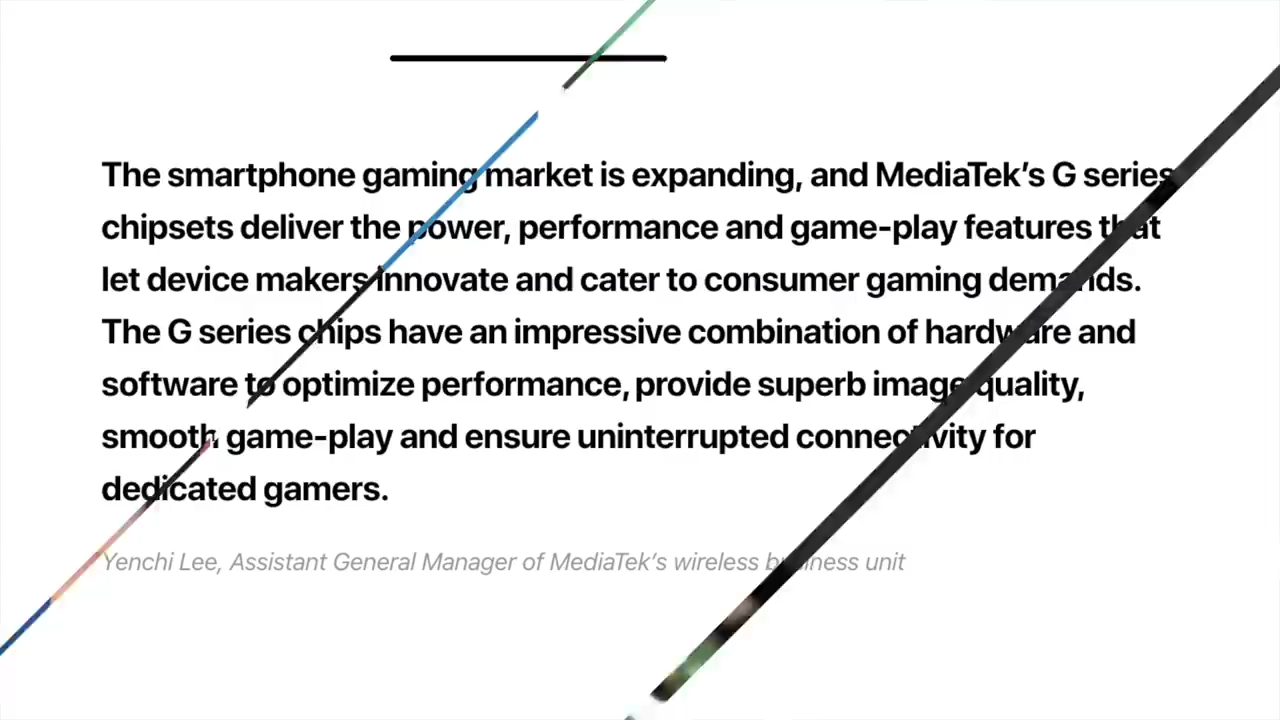 The smartphone gaming market is expanding, and MediaTek’s G series
chipsets deliver the power, performance and game-play features that
let device makers innovate and cater to consumer gaming demands.
The G series chips have an impressive combination of hardware and
software to optimize performance, provide superb image quality,
smooth game-play and ensure uninterrupted connectivity for
dedicated gamers.
Yenchi Lee, Assistant General Manager of MediaTek’s wireless business unit